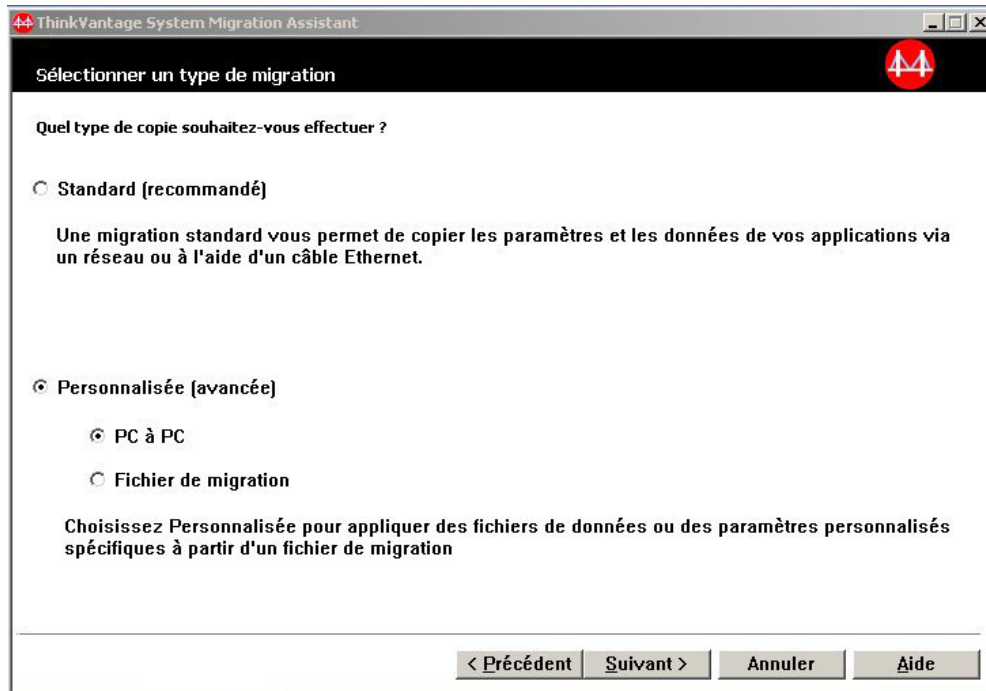 ThinkVantage System Migration Assistant
Sélectionner un type de migration
Quel type de copie souhaitez-vous effectuer ?
Standard (recommandé)
Une migration standard vous permet de copier les paramètres et les données de vos applications via
un réseau ou à l'aide d'un câble Ethernet.
Personnalisée (avancée)
PC à PC
Fichier de migration
Choisissez Personnalisée pour appliquer des fichiers de données ou des paramètres personnalisés
spécifiques à partir d'un fichier de migration
< Précédent Suivant > Annuler Aide